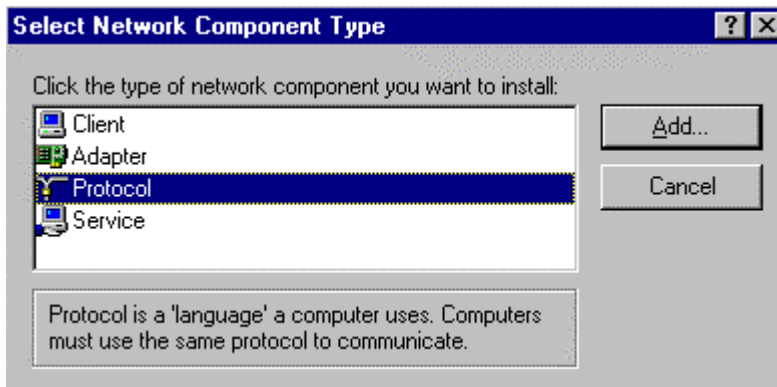 Select Network Component Type
Click the type of network component you want to install:
Client
Adapter
Protocol
Service
Add...
Cancel
Protocol is a 'language' a computer uses. Computers
must use the same protocol to communicate.